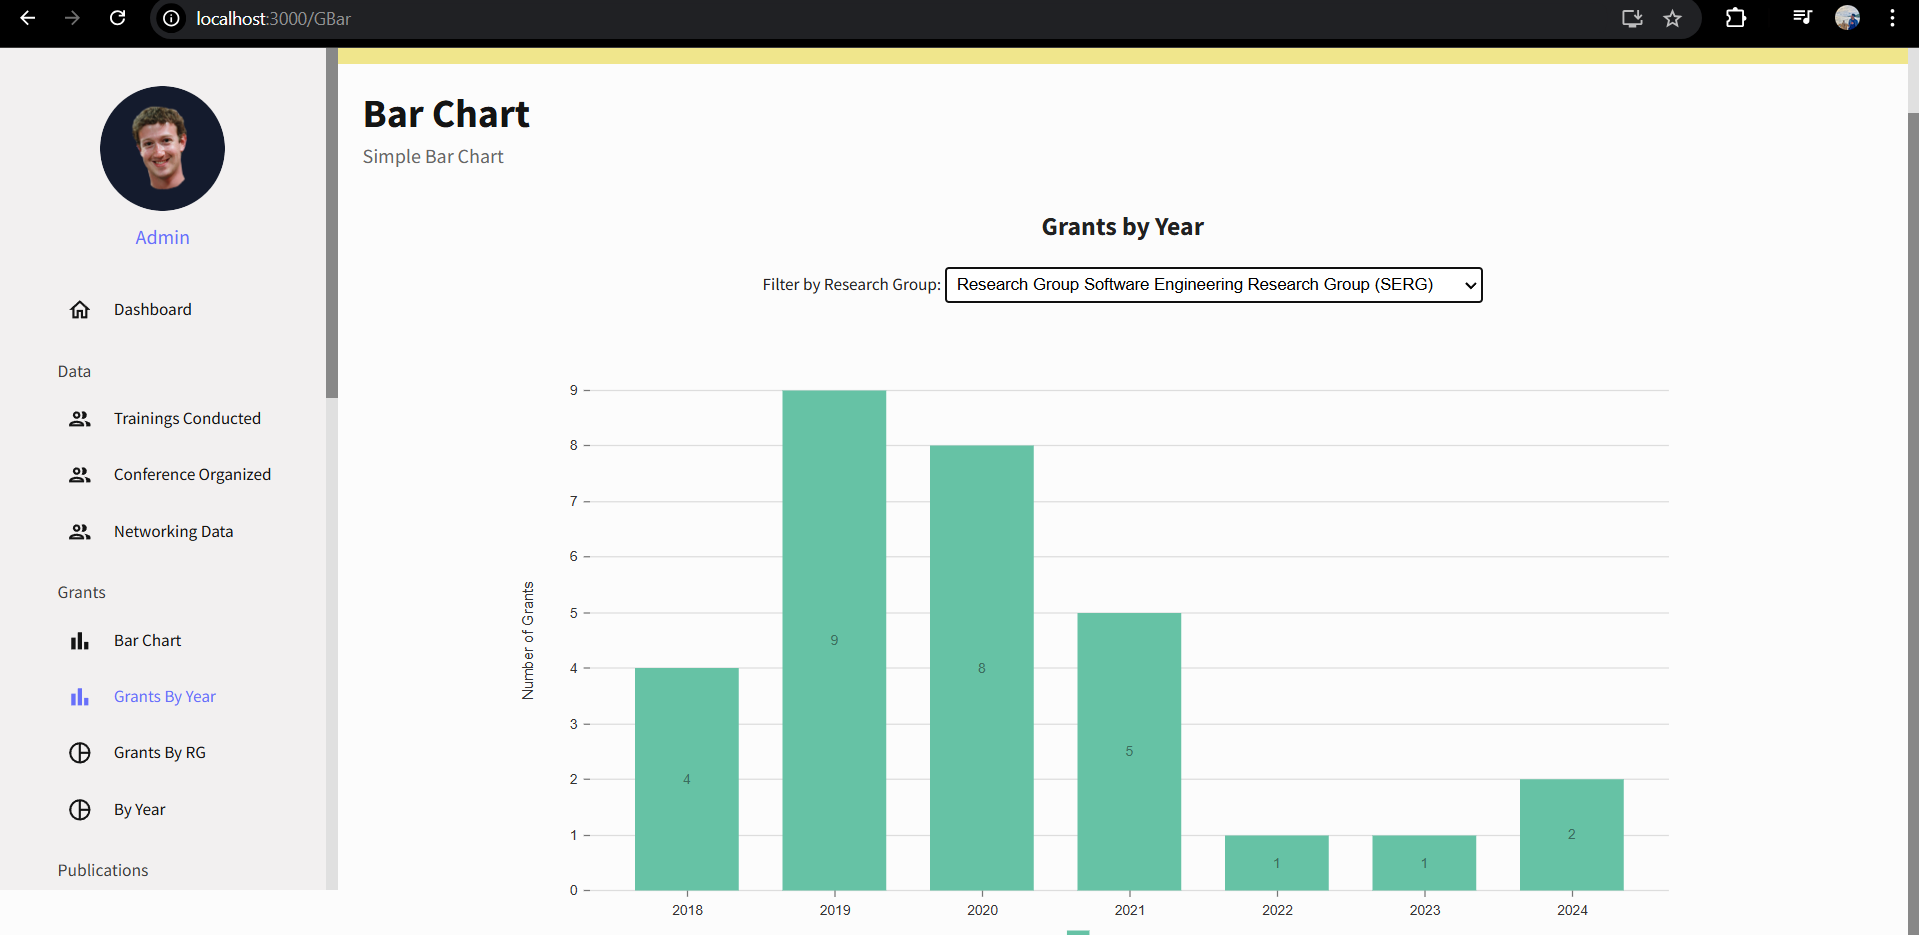 localhost:3000/GBar
Admin
Dashboard
Data
Trainings Conducted
Conference Organized
Networking Data
Grants
Bar Chart
Grants By Year
Grants By RG
By Year
Publications
Bar Chart
Simple Bar Chart
Grants by Year
Filter by Research Group: Research Group Software Engineering Research Group (SERG)
Number of Grants
9
8
7
6
5
4
3
2
1
0
4
9
8
5
1
1
2
2018 2019 2020 2021 2022 2023 2024